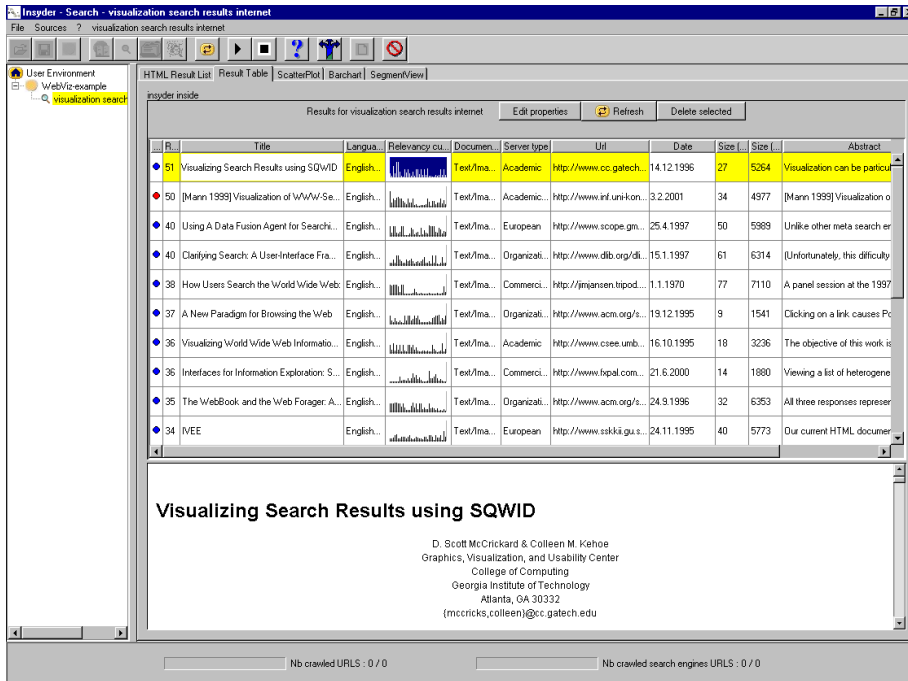 Insyder - Search - visualization search results internet
File Sources ? visualization search results internet
User Environment
WebViz-example
visualization search
HTML Result List Result Table ScatterPlot Barchart SegmentView
insyder inside
Results for visualization search results internet Edit properties Refresh Delete selected
... R... Title Langua... Relevancy cu... Documen... Server type Url Date Size (... Size (... Abstract
51 Visualizing Search Results using SQWID English... Text/Ima... Academic http://www.cc.gatech... 14.12.1996 27 5264 Visualization can be particul
50 [Mann 1999] Visualization of WWW-Se... English... Text/Ima... Academic... http://www.inf.uni-kon... 3.2.2001 34 4977 [Mann 1999] Visualization o
40 Using A Data Fusion Agent for Searchi... English... Text/Ima... European http://www.scope.gm... 25.4.1997 50 5989 Unlike other meta search er
40 Clarifying Search: A User-Interface Fra... English... Text/Ima... Organizati... http://www.dlib.org/dli... 15.1.1997 61 6314 (Unfortunately, this difficulty
38 How Users Search the World Wide Web: English... Text/Ima... Commerci... http://jimjansen.tripod.... 1.1.1970 77 7110 A panel session at the 1997
37 A New Paradigm for Browsing the Web English... Text/Ima... Organizati... http://www.acm.org/s... 19.12.1995 9 1541 Clicking on a link causes Pc
36 Visualizing World Wide Web Informatio... English... Text/Ima... Academic http://www.csee.umb... 16.10.1995 18 3236 The objective of this work is
36 Interfaces for Information Exploration: S... English... Text/Ima... Commerci... http://www.fxpal.com... 21.6.2000 14 1880 Viewing a list of heterogene
35 The WebBook and the Web Forager: A... English... Text/Ima... Organizati... http://www.acm.org/s... 24.9.1996 32 6353 All three responses represer
34 IVEE English... Text/Ima... European http://www.sskkii.gu.s... 24.11.1995 40 5773 Our current HTML documer
Visualizing Search Results using SQWID
D. Scott McCrickard & Colleen M. Kehoe
Graphics, Visualization, and Usability Center
College of Computing
Georgia Institute of Technology
Atlanta, GA 30332
{mccricks,colleen}@cc.gatech.edu
Nb crawled URLS : 0 / 0 Nb crawled search engines URLS : 0 / 0